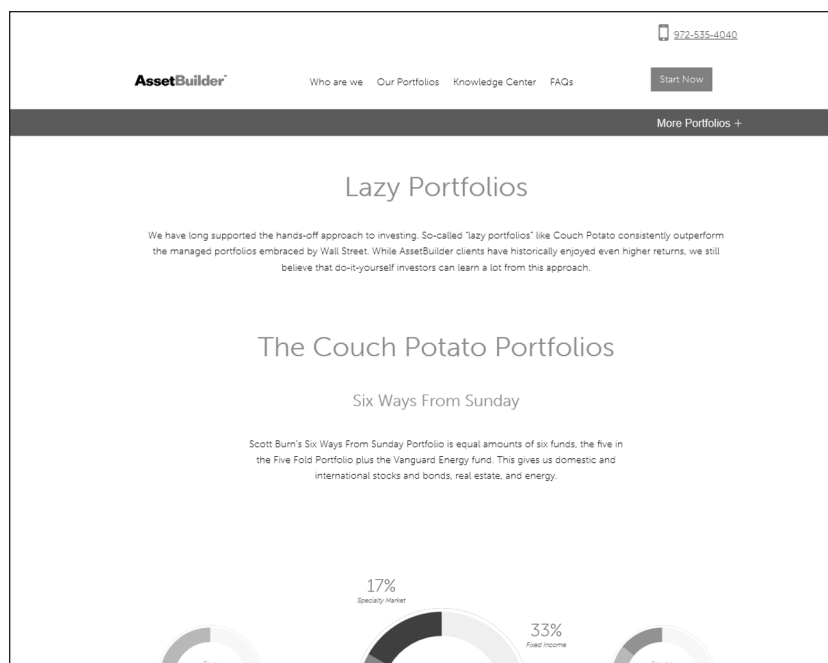 972-535-4040
AssetBuilder
Who are we Our Portfolios Knowledge Center FAQs
Start Now
More Portfolios +
Lazy Portfolios
We have long supported the hands-off approach to investing. So-called "lazy portfolios" like Couch Potato consistently outperform
the managed portfolios embraced by Wall Street. While AssetBuilder clients have historically enjoyed even higher returns, we still
believe that do-it-yourself investors can learn a lot from this approach.
The Couch Potato Portfolios
Six Ways From Sunday
Scott Burn's Six Ways From Sunday Portfolio is equal amounts of six funds, the five in
the Five Fold Portfolio plus the Vanguard Energy fund. This gives us domestic and
international stocks and bonds, real estate, and energy.
17%
Specialty Market
33%
Fixed Income